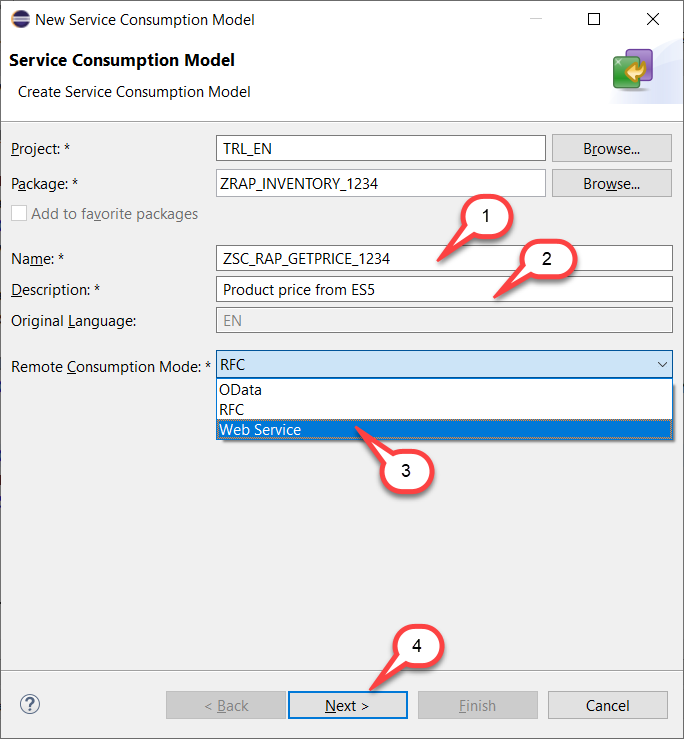 New Service Consumption Model
Service Consumption Model
Create Service Consumption Model
Project: * TRL_EN Browse...
Package: * ZRAP_INVENTORY_1234 Browse...
Add to favorite packages
1
Name: * ZSC_RAP_GETPRICE_1234
2
Description: * Product price from ES5
Original Language: EN
Remote Consumption Mode: * RFC
OData
RFC
Web Service
3
4
? < Back Next > Finish Cancel